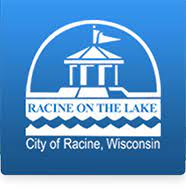 RACINE ON THE LAKE
City of Racine, Wisconsin